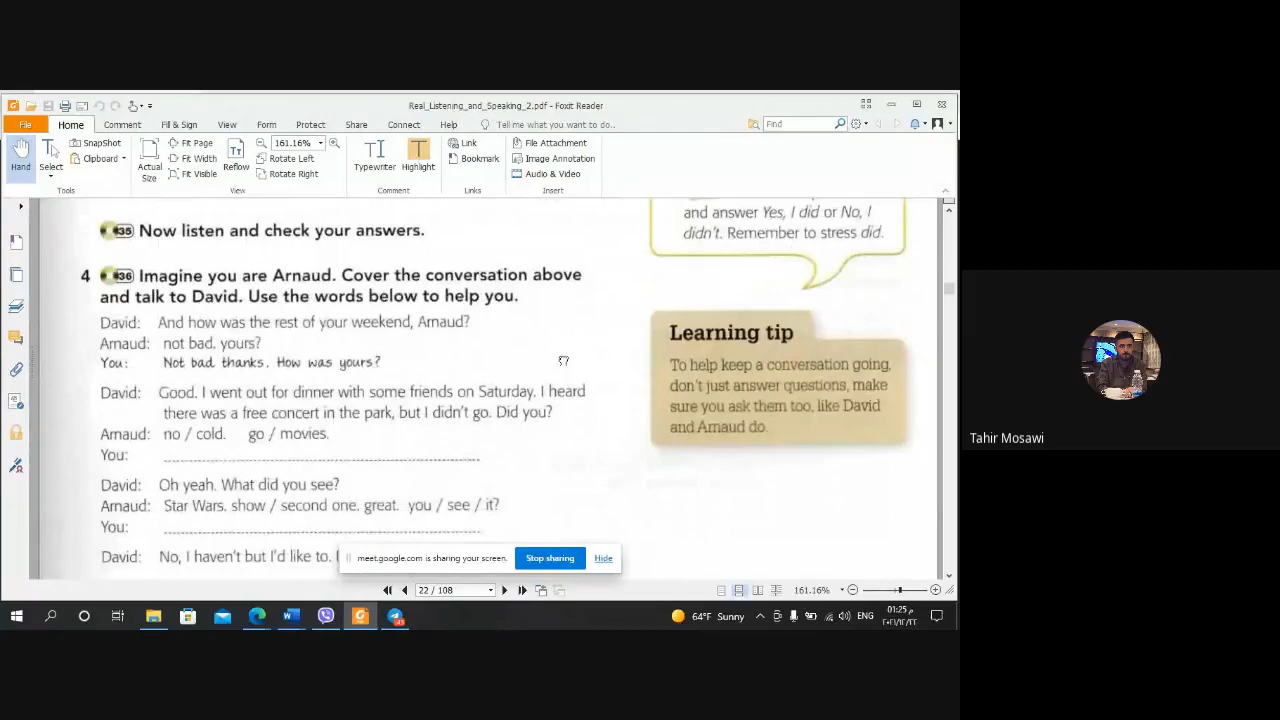 Real_Listening_and_Speaking_2.pdf - Foxit Reader
File Home Comment Fill & Sign View Form Protect Share Connect Help Tell me what you want to do.. Find
Hand
Select
SnapShot
Clipboard
Tools
Actual Size
Fit Page
Fit Width
Fit Visible
Reflow
161.16%
Rotate Left
Rotate Right
View
Typewriter
Highlight
Comment
Link
Bookmark
Links
File Attachment
Image Annotation
Audio & Video
Insert
and answer Yes, I did or No, I
didn't. Remember to stress did.
35 Now listen and check your answers.
4 36 Imagine you are Arnaud. Cover the conversation above
and talk to David. Use the words below to help you.
David: And how was the rest of your weekend, Arnaud?
Arnaud: not bad. yours?
You: Not bad thanks. How was yours?
David: Good. I went out for dinner with some friends on Saturday. I heard
there was a free concert in the park, but I didn't go. Did you?
Arnaud: no / cold. go / movies.
You:
David: Oh yeah. What did you see?
Arnaud: Star Wars. show / second one. great. you / see / it?
You:
David: No, I haven't but I'd like to. I
Learning tip
To help keep a conversation going,
don't just answer questions, make
sure you ask them too, like David
and Arnaud do.
meet.google.com is sharing your screen. Stop sharing Hide
22 / 108
161.16%
64°F Sunny ENG
01:25 م
Tahir Mosawi